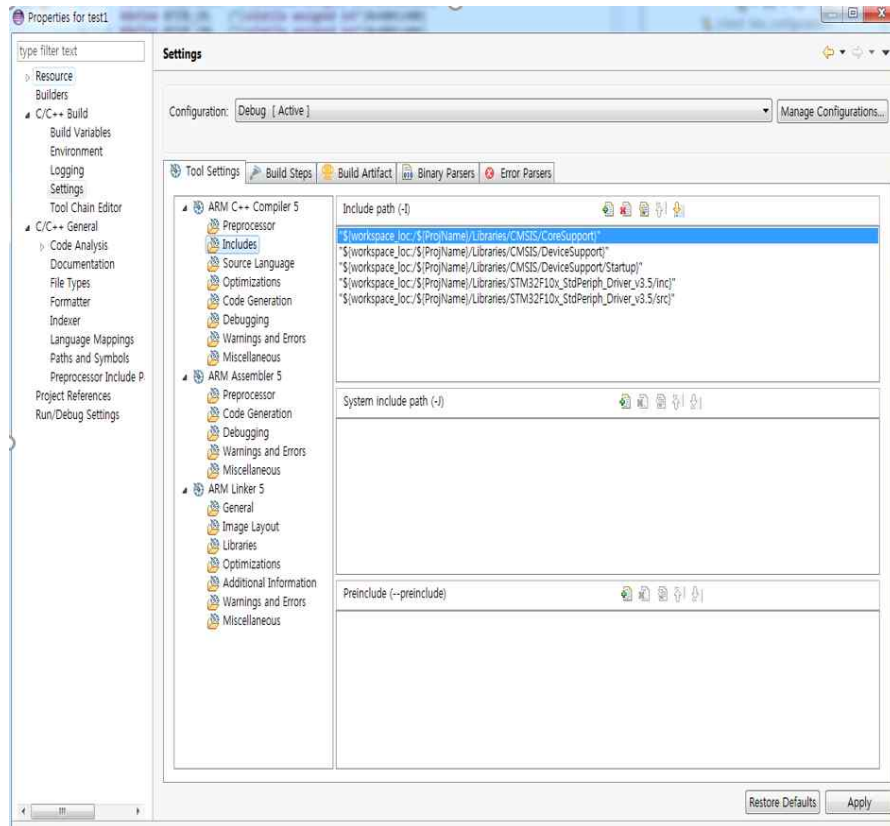 Properties for test1
type filter text
Resource
Builders
C/C++ Build
Build Variables
Environment
Logging
Settings
Tool Chain Editor
C/C++ General
Code Analysis
Documentation
File Types
Formatter
Indexer
Language Mappings
Paths and Symbols
Preprocessor Include P
Project References
Run/Debug Settings
Settings
Configuration: Debug [ Active ]
Manage Configurations...
Tool Settings Build Steps Build Artifact Binary Parsers Error Parsers
ARM C++ Compiler 5
Preprocessor
Includes
Source Language
Optimizations
Code Generation
Debugging
Warnings and Errors
Miscellaneous
ARM Assembler 5
Preprocessor
Code Generation
Debugging
Warnings and Errors
Miscellaneous
ARM Linker 5
General
Image Layout
Libraries
Optimizations
Additional Information
Warnings and Errors
Miscellaneous
Include path (-I)
"${workspace_loc:/${ProjName}/Libraries/CMSIS/CoreSupport}"
"${workspace_loc:/${ProjName}/Libraries/CMSIS/DeviceSupport}"
"${workspace_loc:/${ProjName}/Libraries/CMSIS/DeviceSupport/Startup}"
"${workspace_loc:/${ProjName}/Libraries/STM32F10x_StdPeriph_Driver_v3.5/inc}"
"${workspace_loc:/${ProjName}/Libraries/STM32F10x_StdPeriph_Driver_v3.5/src}"
System include path (-J)
Preinclude (--preinclude)
Restore Defaults
Apply